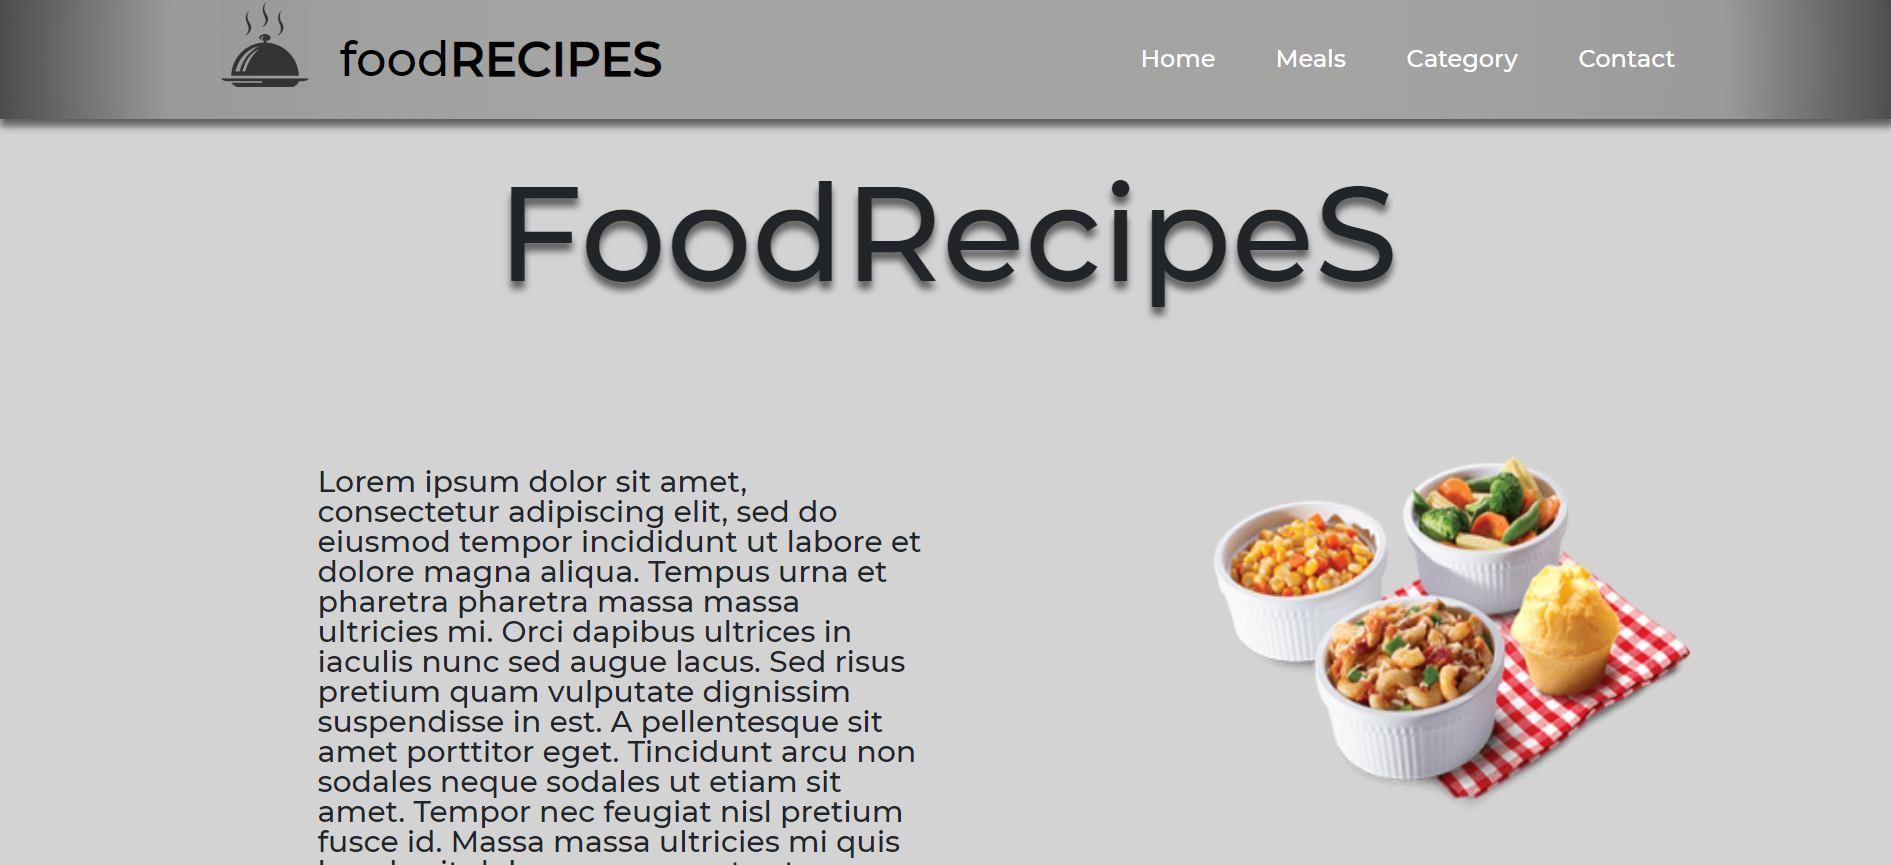 foodRECIPES
Home Meals Category Contact
FoodRecipeS
Lorem ipsum dolor sit amet,
consectetur adipiscing elit, sed do
eiusmod tempor incididunt ut labore et
dolore magna aliqua. Tempus urna et
pharetra pharetra massa massa
ultricies mi. Orci dapibus ultrices in
iaculis nunc sed augue lacus. Sed risus
pretium quam vulputate dignissim
suspendisse in est. A pellentesque sit
amet porttitor eget. Tincidunt arcu non
sodales neque sodales ut etiam sit
amet. Tempor nec feugiat nisl pretium
fusce id. Massa massa ultricies mi quis